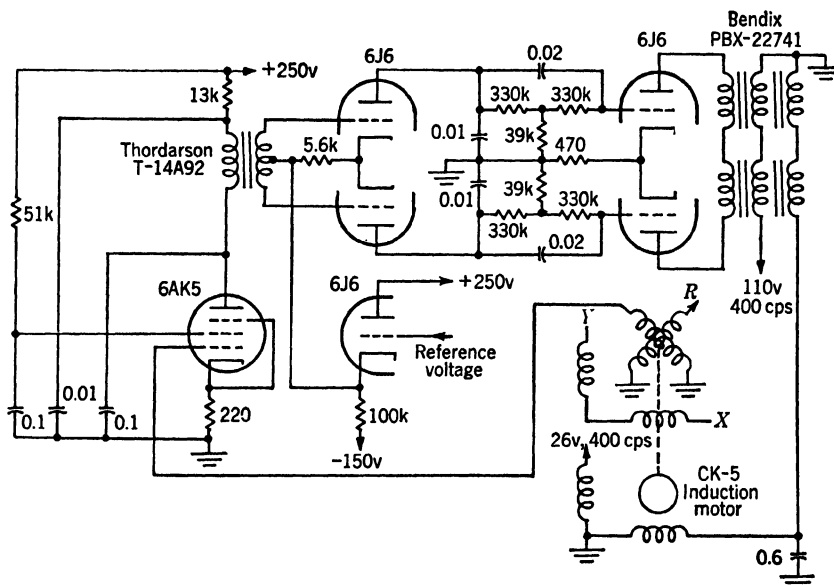 Bendix
PBX-22741
6J6
0.02
6J6
+250v
13k
330k
330k
Thordarson
T-14A92
5.6k
0.01
39k
470
39k
0.01
51k
330k
330k
0.02
6AK5
6J6
+250v
110v
400 cps
R
Y
Reference
voltage
X
0.1
0.01
0.1
220
100k
-150v
26v, 400 cps
CK-5
Induction
motor
0.6